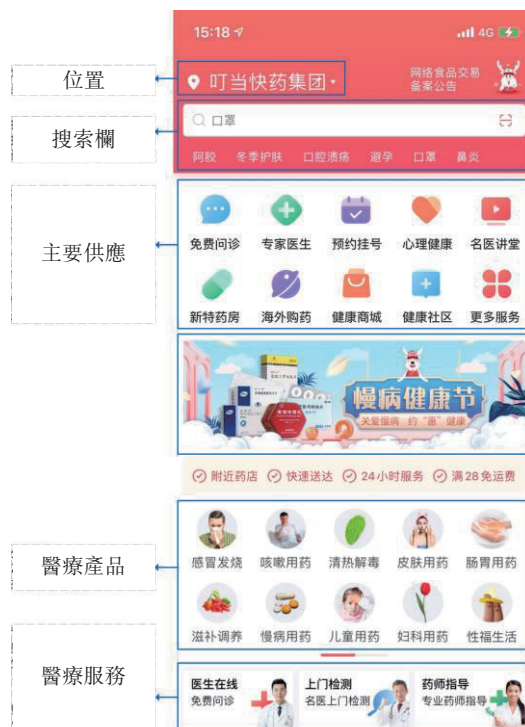 15:18
4G
位置
叮当快药集团
网络食品交易
备案公告
搜索欄
口罩
阿胶 冬季护肤 口腔溃疡 避孕 口罩 鼻炎
主要供應
免费问诊 专家医生 预约挂号 心理健康 名医讲堂
新特药房 海外购药 健康商城 健康社区 更多服务
慢病健康节
关爱慢病 约“惠”健康
附近药店 快速送达 24小时服务 满28免运费
醫療產品
感冒发烧 咳嗽用药 清热解毒 皮肤用药 肠胃用药
滋补调养 慢病用药 儿童用药 妇科用药 性福生活
醫療服務
医生在线 上门检测 药师指导
免费问诊 名医上门检测 专业药师指导